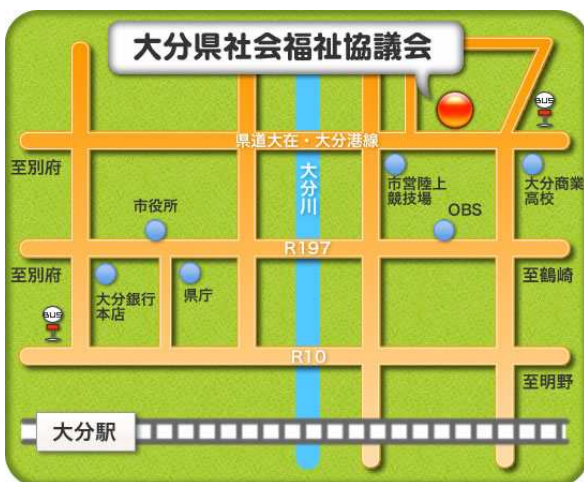 大分県社会福祉協議会
BUS
県道大在・大分港線
至別府
大分川
市営陸上
競技場
大分商業
高校
市役所
OBS
R197
至別府
至鶴崎
大分銀行
本店
県庁
BUS
R10
至明野
大分駅